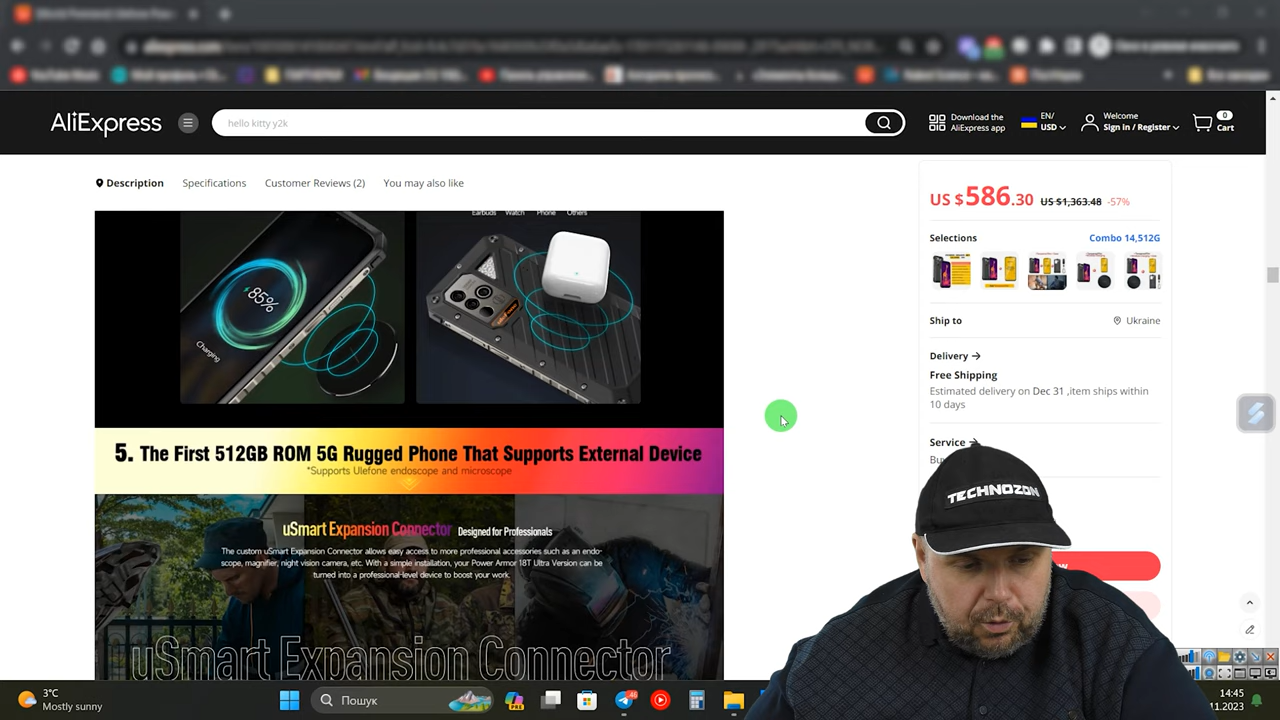 AliExpress
hello kitty y2k
Download the
AliExpress app
EN/
USD
Welcome
Sign in / Register
0
Cart
Description
Specifications
Customer Reviews (2)
You may also like
US $586.30 US $1,363.48 -57%
Selections
Combo 14,512G
Ship to
Ukraine
Delivery
Free Shipping
Estimated delivery on Dec 31 ,item ships within
10 days
Service
Earbuds Watch Phone Others
85%
Charging
5. The First 512GB ROM 5G Rugged Phone That Supports External Device
*Supports Ulefone endoscope and microscope
uSmart Expansion Connector Designed for Professionals
The custom uSmart Expansion Connector allows easy access to more professional accessories such as an endo-
scope, magnifier, night vision camera, etc. With a simple installation, your Power Armor 18T Ultra Version can be
turned into a professional-level device to boost your work.
uSmart Expansion Connector
TECHNOZON
3°C
Mostly sunny
Пошук
PRE
46
14:45
.11.2023